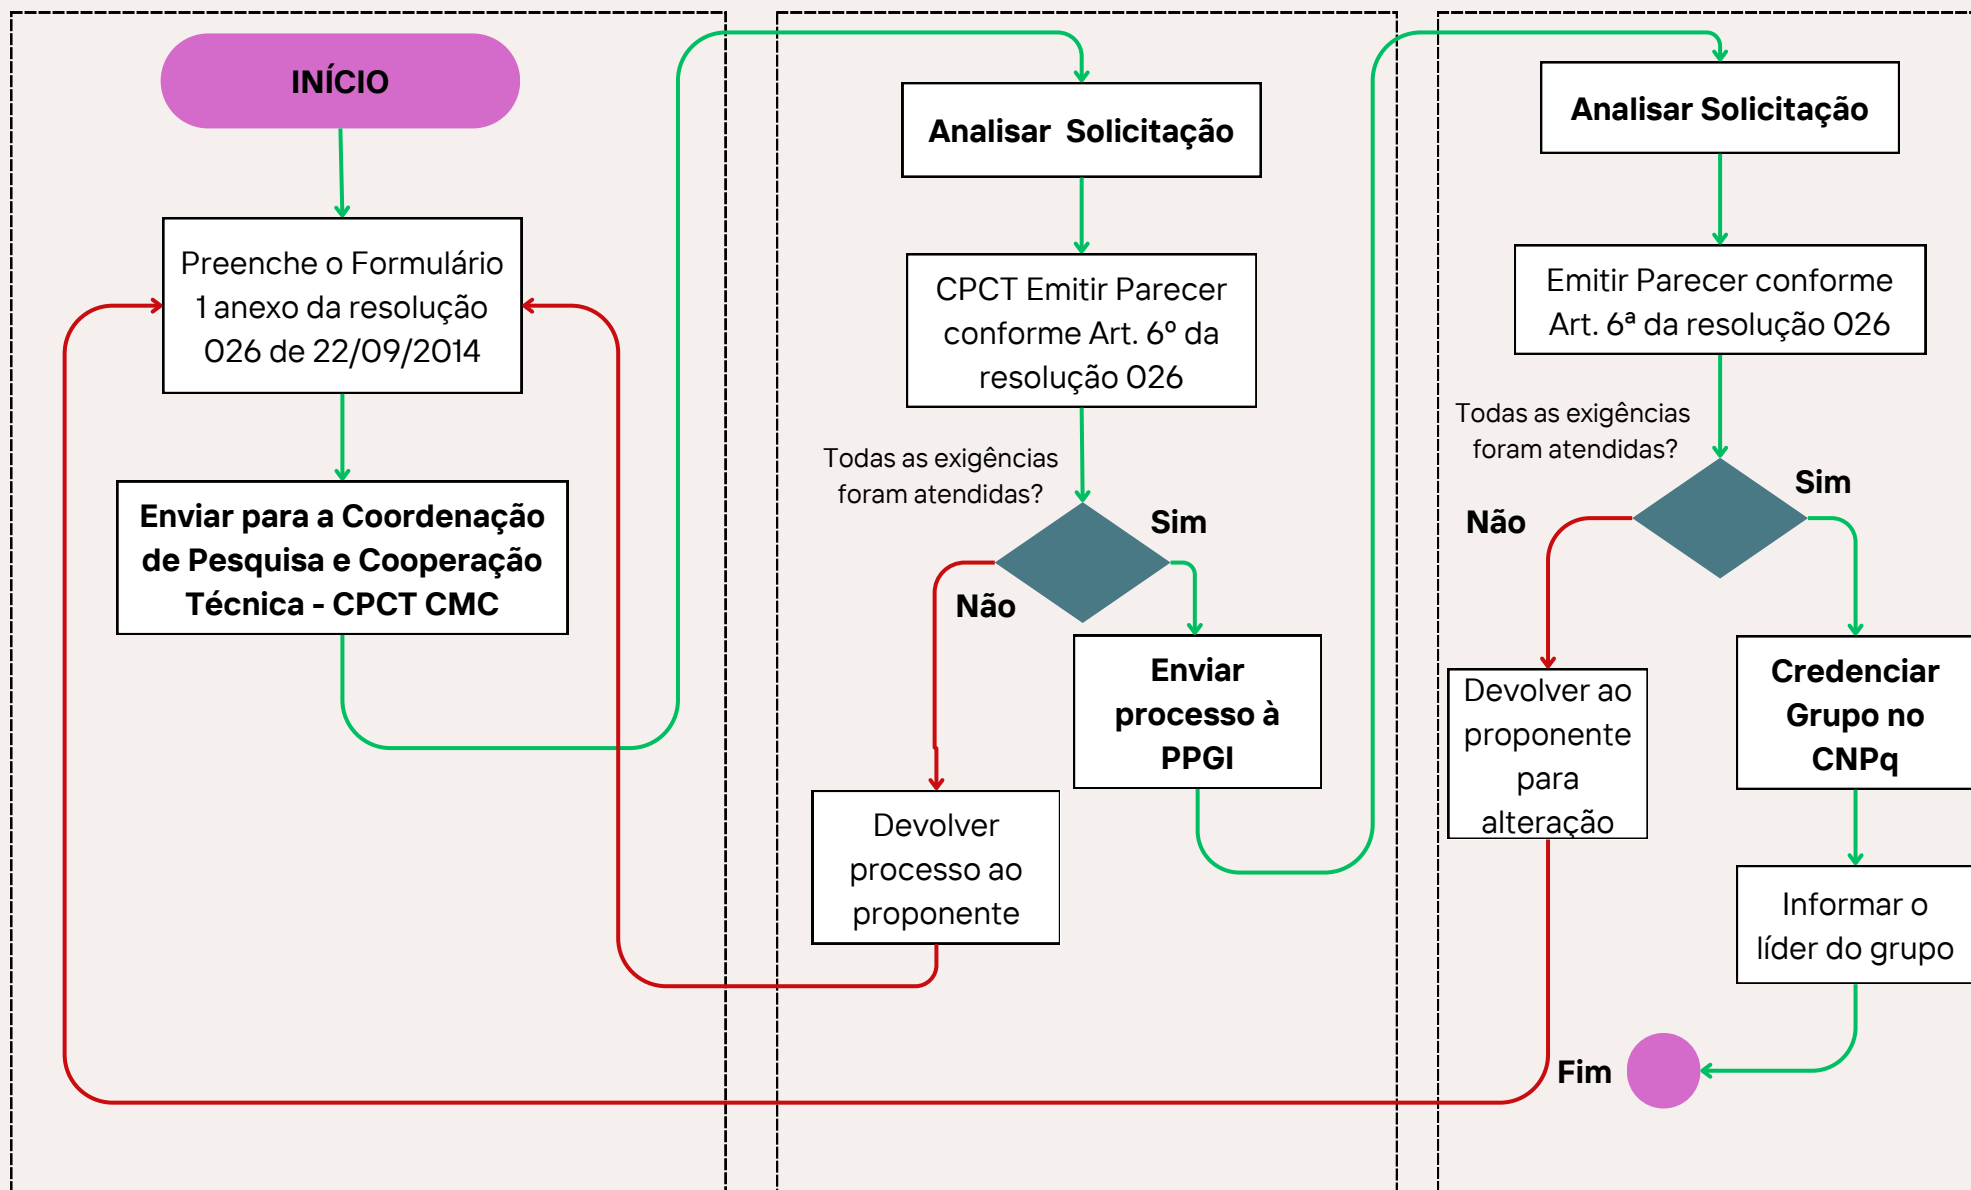 INÍCIO
Preenche o Formulário
1 anexo da resolução
026 de 22/09/2014
Enviar para a Coordenação
de Pesquisa e Cooperação
Técnica - CPCT CMC
Analisar Solicitação
CPCT Emitir Parecer
conforme Art. 6º da
resolução 026
Todas as exigências
foram atendidas?
Sim
Não
Enviar
processo à
PPGI
Devolver
processo ao
proponente
Analisar Solicitação
Emitir Parecer conforme
Art. 6ª da resolução 026
Todas as exigências
foram atendidas?
Sim
Não
Devolver ao
proponente
para
alteração
Credenciar
Grupo no
CNPq
Informar o
líder do grupo
Fim